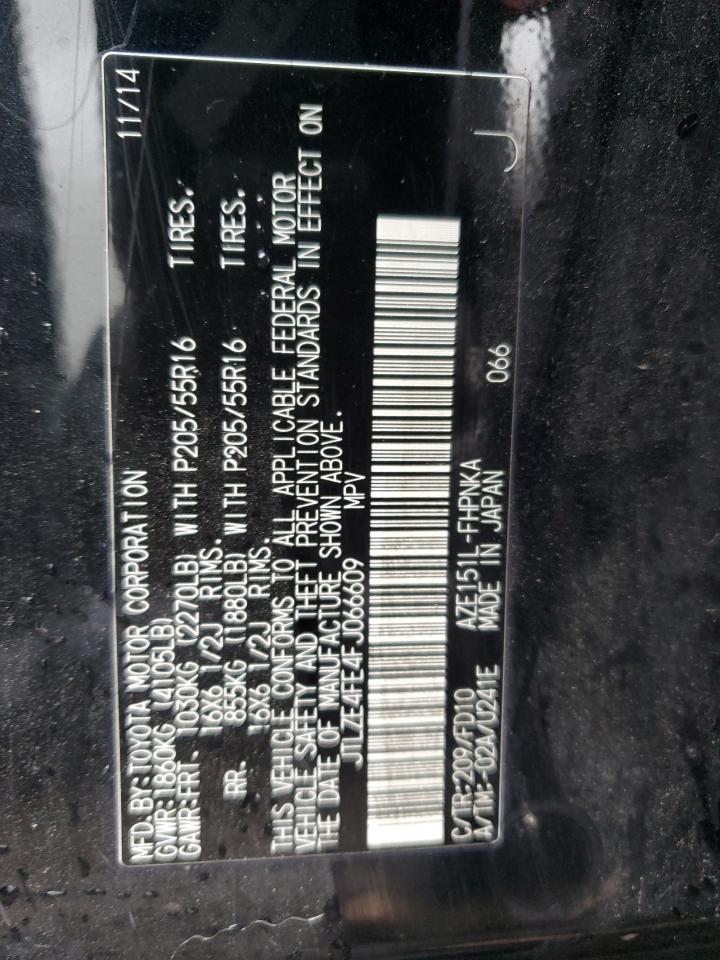 MFD.BY:TOYOTA MOTOR CORPORATION 11/14
GVWR:1860KG (4105LB)
GAWR:FRT. 1030KG (2270LB) WITH P205/55R16 TIRES.
16X6 1/2J RIMS.
RR. 855KG (1880LB) WITH P205/55R16 TIRES.
16X6 1/2J RIMS.
THIS VEHICLE CONFORMS TO ALL APPLICABLE FEDERAL MOTOR
VEHICLE SAFETY AND THEFT PREVENTION STANDARDS IN EFFECT ON
THE DATE OF MANUFACTURE SHOWN ABOVE.
JTLZE4FE4FJ066609 MPV
C/TR:209/FD10 AZE151L-FHPNKA
A/TM:-02A/U241E MADE IN JAPAN
066 J